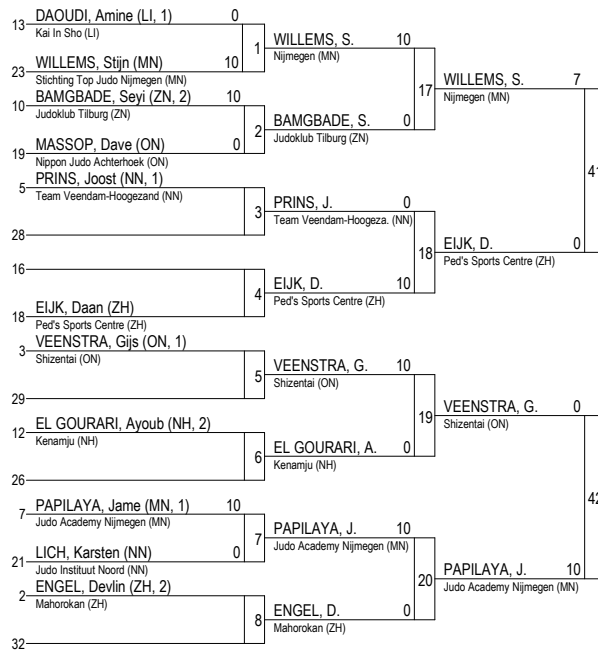 13 DAOUDI, Amine (LI, 1) 0
Kai In Sho (LI)
1 WILLEMS, S. 10
Nijmegen (MN)
23 WILLEMS, Stijn (MN) 10
Stichting Top Judo Nijmegen (MN)
17 WILLEMS, S. 7
Nijmegen (MN)
10 BAMGBADE, Seyi (ZN, 2) 10
Judoklub Tilburg (ZN)
2 BAMGBADE, S. 0
Judoklub Tilburg (ZN)
19 MASSOP, Dave (ON) 0
Nippon Judo Achterhoek (ON)
41
5 PRINS, Joost (NN, 1)
Team Veendam-Hoogezand (NN)
3 PRINS, J. 0
Team Veendam-Hoogeza. (NN)
28
18 EIJK, D. 0
Ped's Sports Centre (ZH)
16
4 EIJK, D. 10
Ped's Sports Centre (ZH)
18 EIJK, Daan (ZH)
Ped's Sports Centre (ZH)
3 VEENSTRA, Gijs (ON, 1)
Shizentai (ON)
5 VEENSTRA, G. 10
Shizentai (ON)
29
19 VEENSTRA, G. 0
Shizentai (ON)
12 EL GOURARI, Ayoub (NH, 2)
Kenamju (NH)
6 EL GOURARI, A. 0
Kenamju (NH)
26
42
7 PAPILAYA, Jame (MN, 1) 10
Judo Academy Nijmegen (MN)
7 PAPILAYA, J. 10
Judo Academy Nijmegen (MN)
21 LICH, Karsten (NN) 0
Judo Instituut Noord (NN)
20 PAPILAYA, J. 10
Judo Academy Nijmegen (MN)
2 ENGEL, Devlin (ZH, 2)
Mahorokan (ZH)
8 ENGEL, D. 0
Mahorokan (ZH)
32